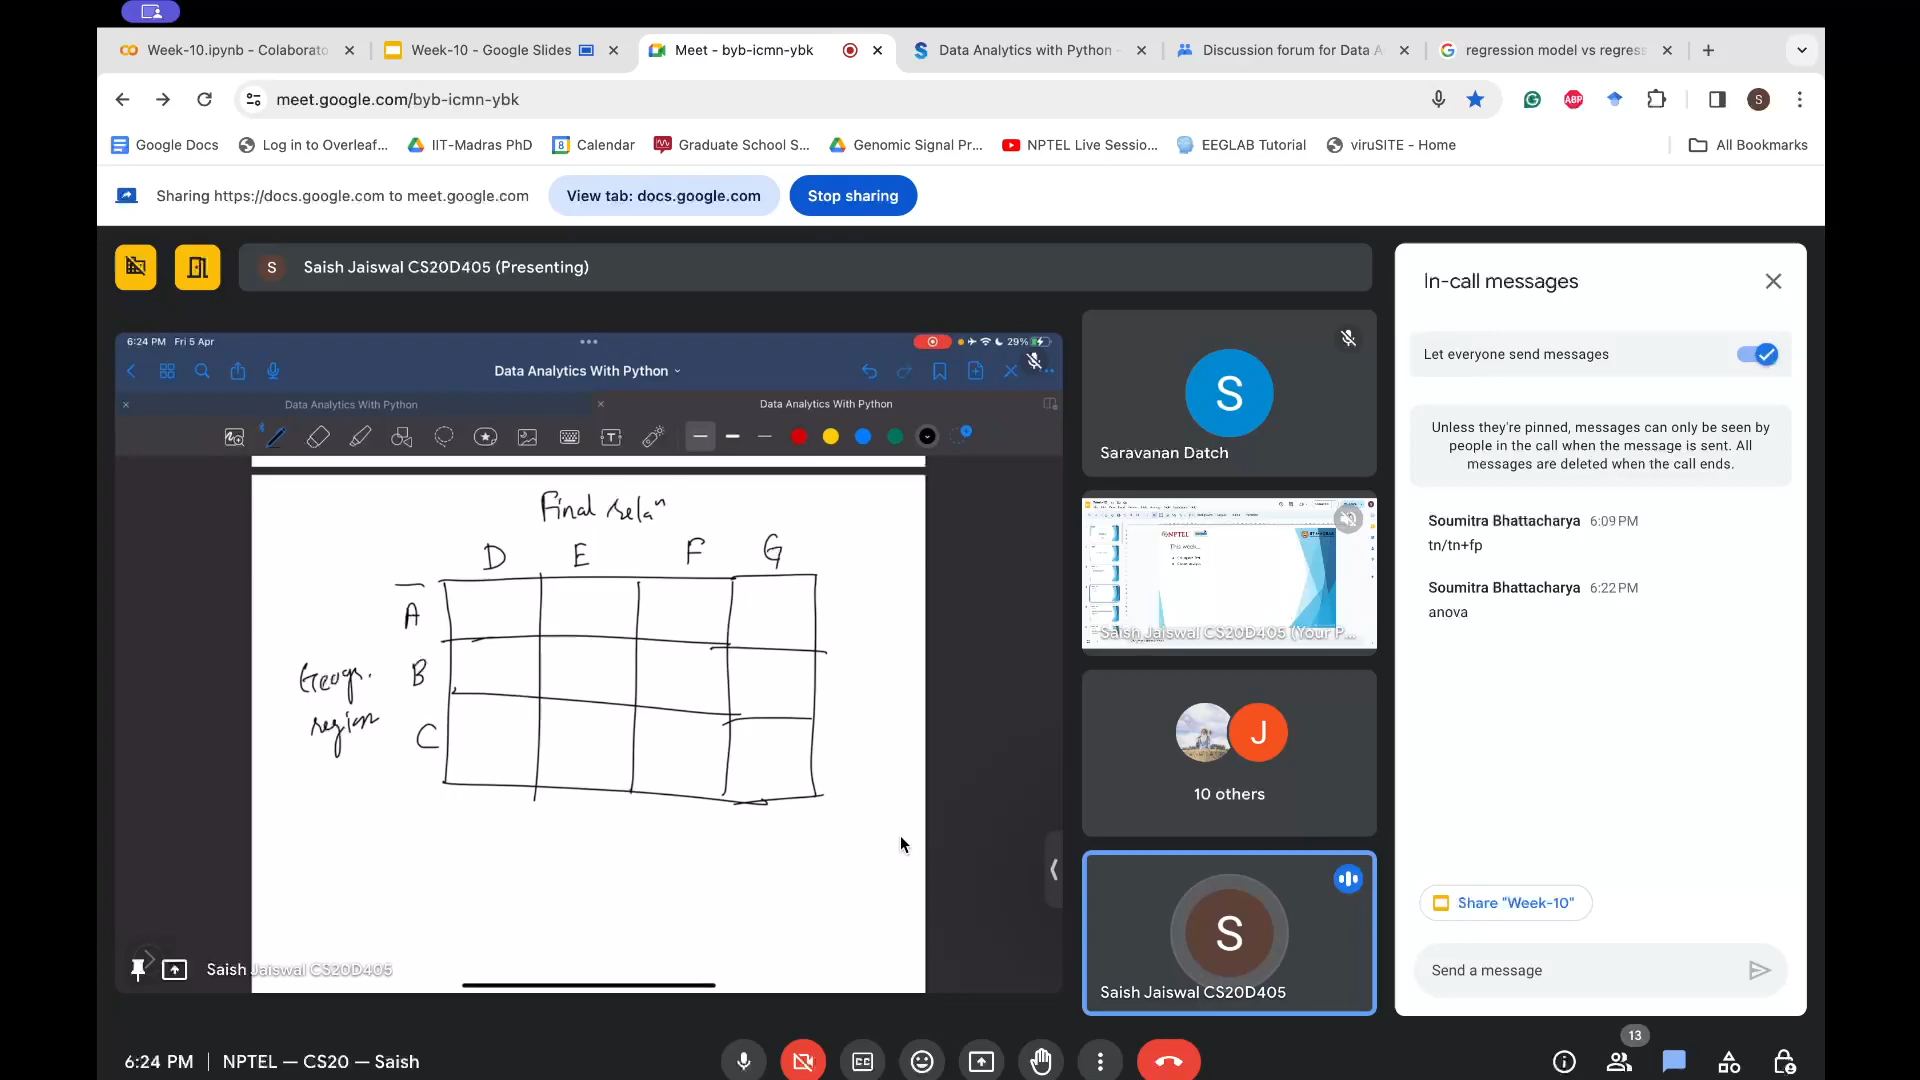 Week-10.ipynb - Colaborato
Week-10 - Google Slides
Meet - byb-icmn-ybk
Data Analytics with Python -
Discussion forum for Data A
regression model vs regress
meet.google.com/byb-icmn-ybk
ABP
S
Google Docs
Log in to Overleaf...
IIT-Madras PhD
8
Calendar
Graduate School S...
Genomic Signal Pr...
NPTEL Live Sessio...
EEGLAB Tutorial
viruSITE - Home
All Bookmarks
Sharing https://docs.google.com to meet.google.com
View tab: docs.google.com
Stop sharing
S
Saish Jaiswal CS20D405 (Presenting)
6:24 PM Fri 5 Apr
29%
Data Analytics With Python
Data Analytics With Python
Data Analytics With Python
Final relaⁿ
D E F G
A
B
C
Geogr.
region
Saish Jaiswal CS20D405
S
Saravanan Datch
NPTEL
This week...
Saish Jaiswal CS20D405 (Your P...
J
10 others
S
Saish Jaiswal CS20D405
In-call messages
Let everyone send messages
Unless they're pinned, messages can only be seen by
people in the call when the message is sent. All
messages are deleted when the call ends.
Soumitra Bhattacharya 6:09 PM
tn/tn+fp
Soumitra Bhattacharya 6:22 PM
anova
Share "Week-10"
Send a message
6:24 PM | NPTEL — CS20 — Saish
13